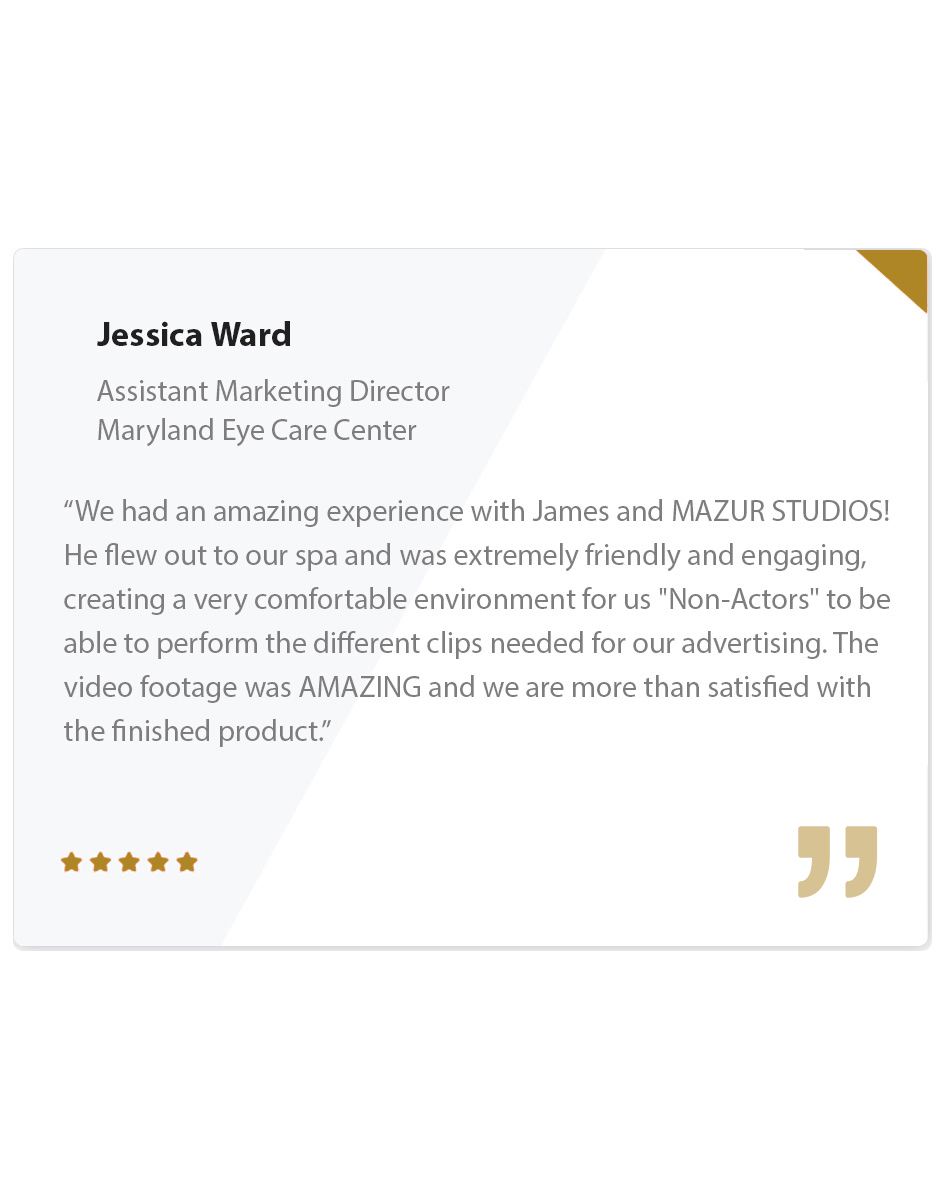 Jessica Ward
Assistant Marketing Director
Maryland Eye Care Center
“We had an amazing experience with James and MAZUR STUDIOS!
He flew out to our spa and was extremely friendly and engaging,
creating a very comfortable environment for us "Non-Actors" to be
able to perform the different clips needed for our advertising. The
video footage was AMAZING and we are more than satisfied with
the finished product.”